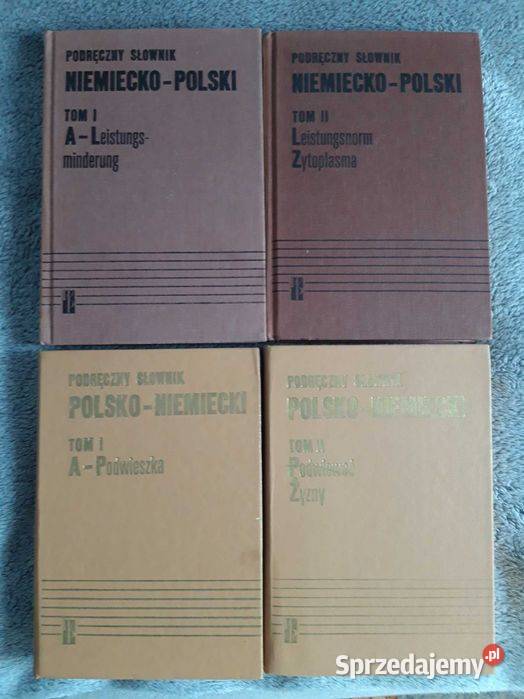 PODRĘCZNY SŁOWNIK
NIEMIECKO-POLSKI
TOM I
A-Leistungs-
minderung
PODRĘCZNY SŁOWNIK
NIEMIECKO-POLSKI
TOM II
Leistungsnorm
Zytoplasma
PODRĘCZNY SŁOWNIK
POLSKO-NIEMIECKI
TOM I
A-Podwieszka
PODRĘCZNY SŁOWNIK
POLSKO-NIEMIECKI
TOM II
Podwiewać
Żyzny
Sprzedajemy.pl